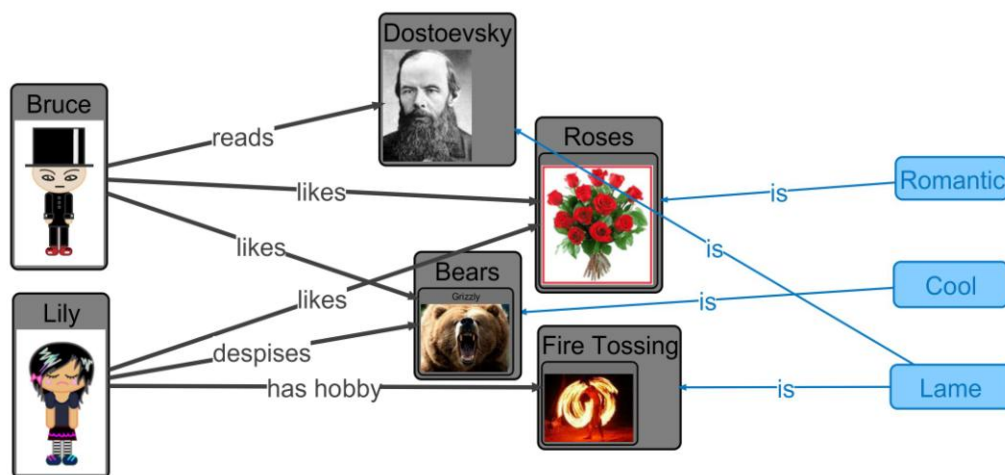 Dostoevsky
Bruce
reads
Roses
likes
is
Romantic
likes
is
Bears
Grizzly
Lily
likes
is
Cool
despises
Fire Tossing
has hobby
is
Lame